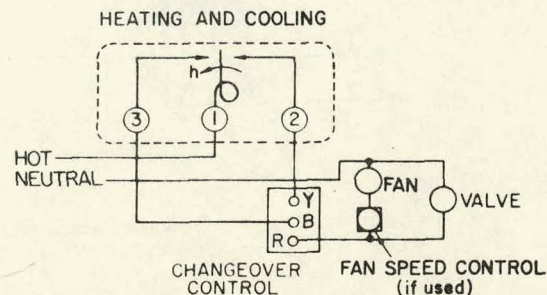 HEATING AND COOLING
h
3 1 2
HOT
NEUTRAL
Y
B
R
FAN
VALVE
CHANGEOVER
CONTROL
FAN SPEED CONTROL
(if used)